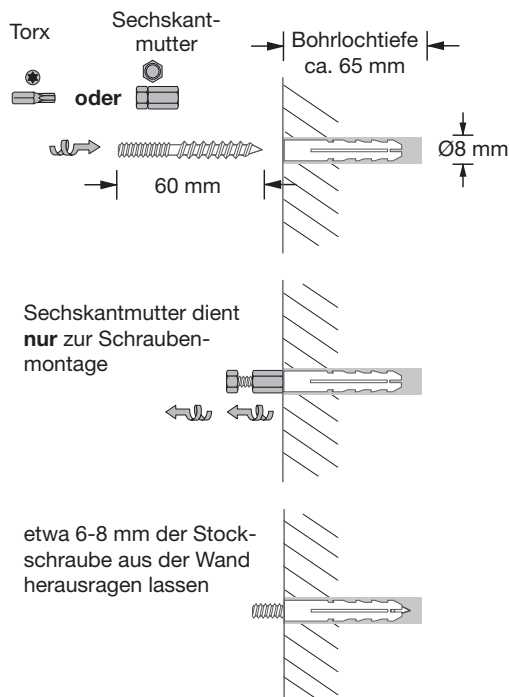 Torx
Sechskant-
mutter
oder
Bohrlochtiefe
ca. 65 mm
Ø8 mm
60 mm
Sechskantmutter dient
nur zur Schrauben-
montage
etwa 6-8 mm der Stock-
schraube aus der Wand
herausragen lassen